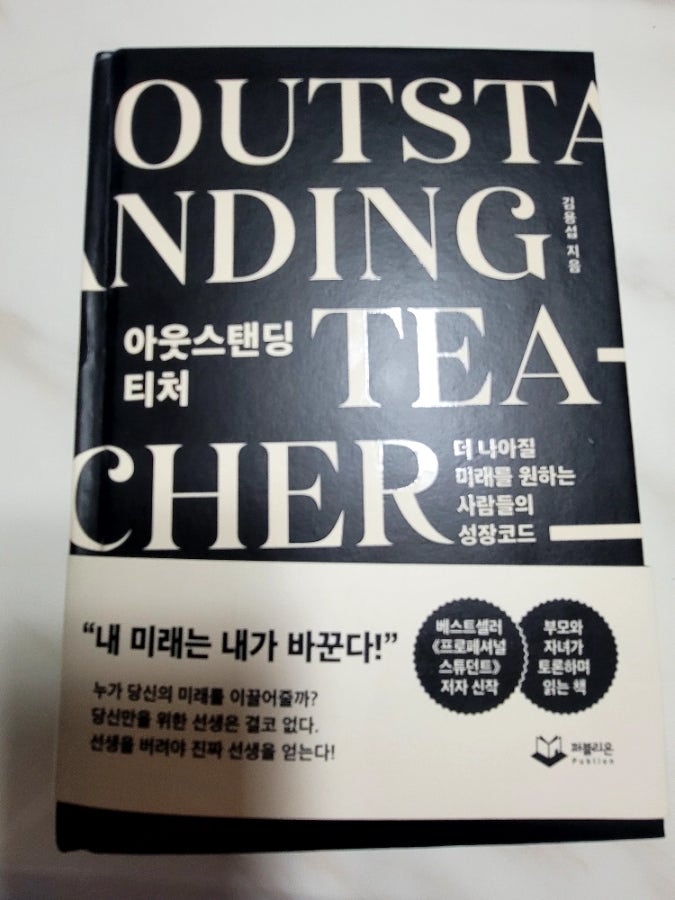 OUTSTA
NDING
김용섭 지음
아웃스탠딩
티처
TEA-
CHER
더 나아질
미래를 원하는
사람들의
성장코드
“내 미래는 내가 바꾼다!”
누가 당신의 미래를 이끌어줄까?
당신만을 위한 선생은 결코 없다.
선생을 버려야 진짜 선생을 얻는다!
베스트셀러
《프로페셔널
스튜던트》
저자 신작
부모와
자녀가
토론하며
읽는 책
퍼블리온
Publion